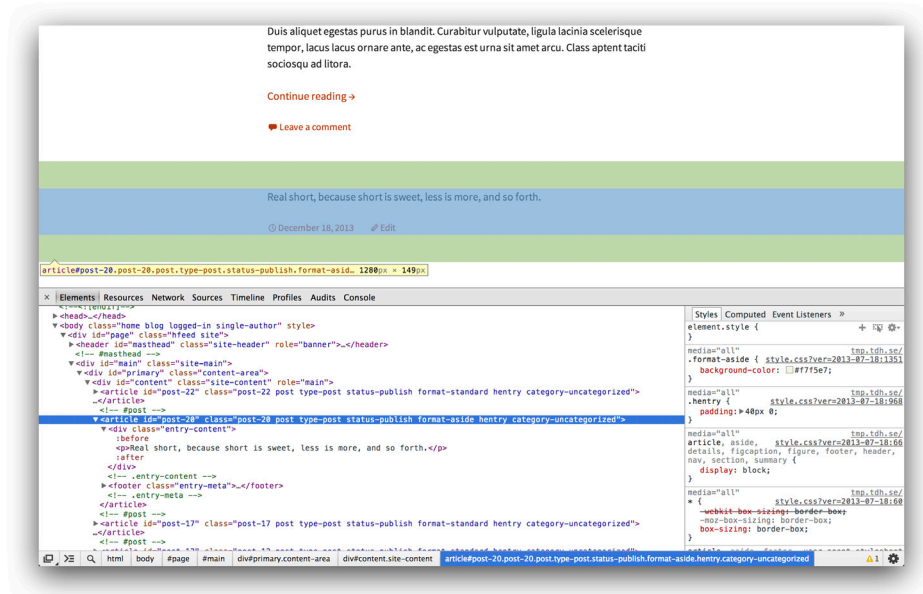 Duis aliquet egestas purus in blandit. Curabitur vulputate, ligula lacinia scelerisque
tempor, lacus lacus ornare ante, ac egestas est urna sit amet arcu. Class aptent taciti
sociosqu ad litora.
Continue reading →
Leave a comment
Real short, because short is sweet, less is more, and so forth.
December 18, 2013 Edit
article#post-20.post-20.post.type-post.status-publish.format-asid… 1280px × 149px
× Elements Resources Network Sources Timeline Profiles Audits Console
<!--<![endif]-->
▶<head>…</head>
▼<body class="home blog logged-in single-author" style>
▼<div id="page" class="hfeed site">
▶<header id="masthead" class="site-header" role="banner">…</header>
<!-- #masthead -->
▼<div id="main" class="site-main">
▼<div id="primary" class="content-area">
▼<div id="content" class="site-content" role="main">
▶<article id="post-22" class="post-22 post type-post status-publish format-aside hentry category-uncategorized">
…</article>
<!-- #post -->
▼<article id="post-20" class="post-20 post type-post status-publish format-aside hentry category-uncategorized">
▼<div class="entry-content">
:before
<p>Real short, because short is sweet, less is more, and so forth.</p>
:after
</div>
<!-- .entry-content -->
▶<footer class="entry-meta">…</footer>
<!-- .entry-meta -->
</article>
<!-- #post -->
▶<article id="post-17" class="post-17 post type-post status-publish format-standard hentry category-uncategorized">
…</article>
<!-- #post -->
Styles Computed Event Listeners »
element.style {
}
media="all" tmp.tdh.se/
.format-aside { style.css?ver=2013-07-18:1351
background-color: #f7f5e7;
}
media="all" tmp.tdh.se/
.hentry { style.css?ver=2013-07-18:968
padding:▶40px 0;
}
media="all" tmp.tdh.se/
article, aside, style.css?ver=2013-07-18:66
details, figcaption, figure, footer, header,
nav, section, summary {
display: block;
}
media="all" tmp.tdh.se/
* { style.css?ver=2013-07-18:60
-webkit-box-sizing: border-box;
-moz-box-sizing: border-box;
box-sizing: border-box;
}
html body #page #main div#primary.content-area div#content.site-content article#post-20.post-20.post.type-post.status-publish.format-aside.hentry.category-uncategorized 1